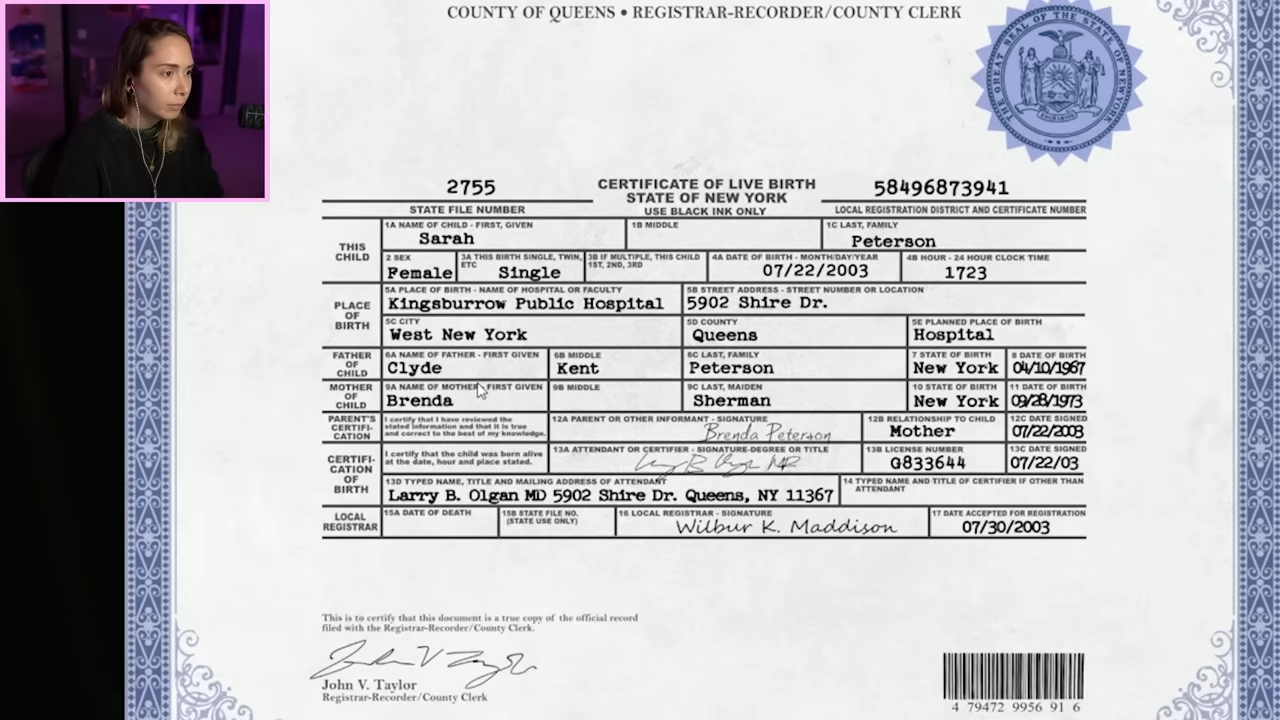 COUNTY OF QUEENS • REGISTRAR-RECORDER/COUNTY CLERK
THE GREAT SEAL OF THE STATE OF NEW YORK
EXCELSIOR
2755
CERTIFICATE OF LIVE BIRTH
58496873941
STATE OF NEW YORK
STATE FILE NUMBER
USE BLACK INK ONLY
LOCAL REGISTRATION DISTRICT AND CERTIFICATE NUMBER
THIS CHILD
1A NAME OF CHILD - FIRST, GIVEN
1B MIDDLE
1C LAST, FAMILY
Sarah
Peterson
2 SEX
3A THIS BIRTH SINGLE, TWIN, ETC
3B IF MULTIPLE, THIS CHILD 1ST, 2ND, 3RD
4A DATE OF BIRTH - MONTH/DAY/YEAR
4B HOUR - 24 HOUR CLOCK TIME
Female
Single
07/22/2003
1723
PLACE OF BIRTH
5A PLACE OF BIRTH - NAME OF HOSPITAL OR FACULTY
5B STREET ADDRESS - STREET NUMBER OR LOCATION
Kingsburrow Public Hospital
5902 Shire Dr.
5C CITY
5D COUNTY
5E PLANNED PLACE OF BIRTH
West New York
Queens
Hospital
FATHER OF CHILD
6A NAME OF FATHER - FIRST GIVEN
6B MIDDLE
6C LAST, FAMILY
7 STATE OF BIRTH
8 DATE OF BIRTH
Clyde
Kent
Peterson
New York
04/10/1967
MOTHER OF CHILD
9A NAME OF MOTHER - FIRST GIVEN
9B MIDDLE
9C LAST, MAIDEN
10 STATE OF BIRTH
11 DATE OF BIRTH
Brenda
Sherman
New York
09/28/1973
PARENT'S CERTIFI-CATION
I certify that I have reviewed the
stated information and that it is true
and correct to the best of my knowledge.
12A PARENT OR OTHER INFORMANT - SIGNATURE
12B RELATIONSHIP TO CHILD
12C DATE SIGNED
Brenda Peterson
Mother
07/22/2003
CERTIFI-CATION OF BIRTH
I certify that the child was born alive
at the date, hour and place stated.
13A ATTENDANT OR CERTIFIER - SIGNATURE-DEGREE OR TITLE
13B LICENSE NUMBER
13C DATE SIGNED
G833644
07/22/03
13D TYPED NAME, TITLE AND MAILING ADDRESS OF ATTENDANT
14 TYPED NAME AND TITLE OF CERTIFIER IF OTHER THAN ATTENDANT
Larry B. Olgan MD 5902 Shire Dr. Queens, NY 11367
LOCAL REGISTRAR
15A DATE OF DEATH
15B STATE FILE NO. (STATE USE ONLY)
16 LOCAL REGISTRAR - SIGNATURE
17 DATE ACCEPTED FOR REGISTRATION
Wilbur K. Maddison
07/30/2003
This is to certify that this document is a true copy of the official record
filed with the Registrar-Recorder/County Clerk.
John V. Taylor
Registrar-Recorder/County Clerk
4 79472 9956 91 6